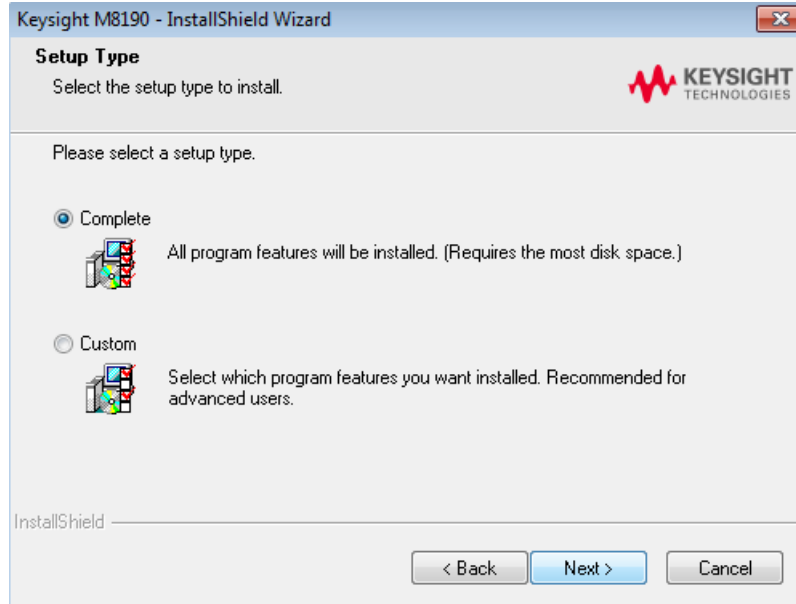 Keysight M8190 - InstallShield Wizard
Setup Type
Select the setup type to install.
KEYSIGHT
TECHNOLOGIES
Please select a setup type.
Complete
All program features will be installed. (Requires the most disk space.)
Custom
Select which program features you want installed. Recommended for
advanced users.
InstallShield
< Back
Next >
Cancel